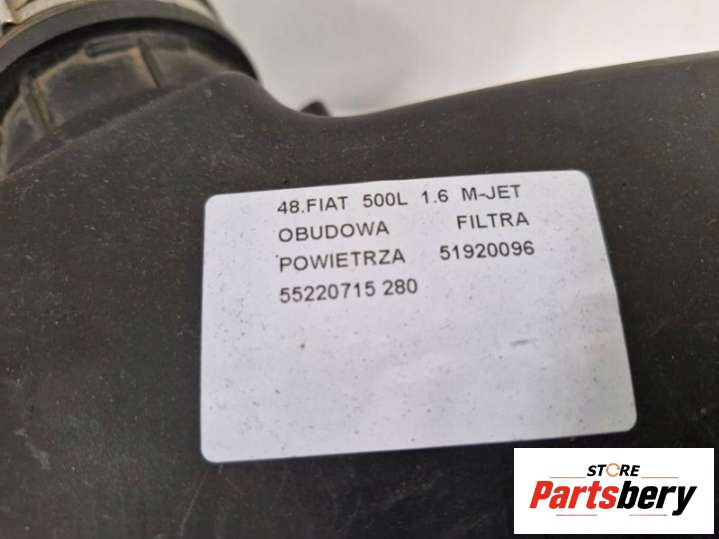 48.FIAT 500L 1.6 M-JET
OBUDOWA FILTRA
POWIETRZA 51920096
55220715 280
STORE
Partsbery